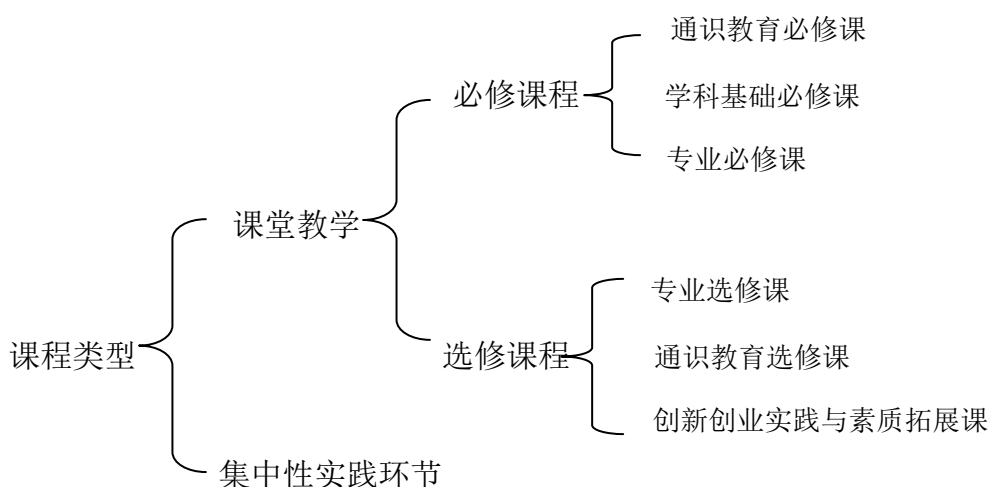 通识教育必修课
必修课程
学科基础必修课
专业必修课
课堂教学
专业选修课
课程类型
选修课程
通识教育选修课
创新创业实践与素质拓展课
集中性实践环节